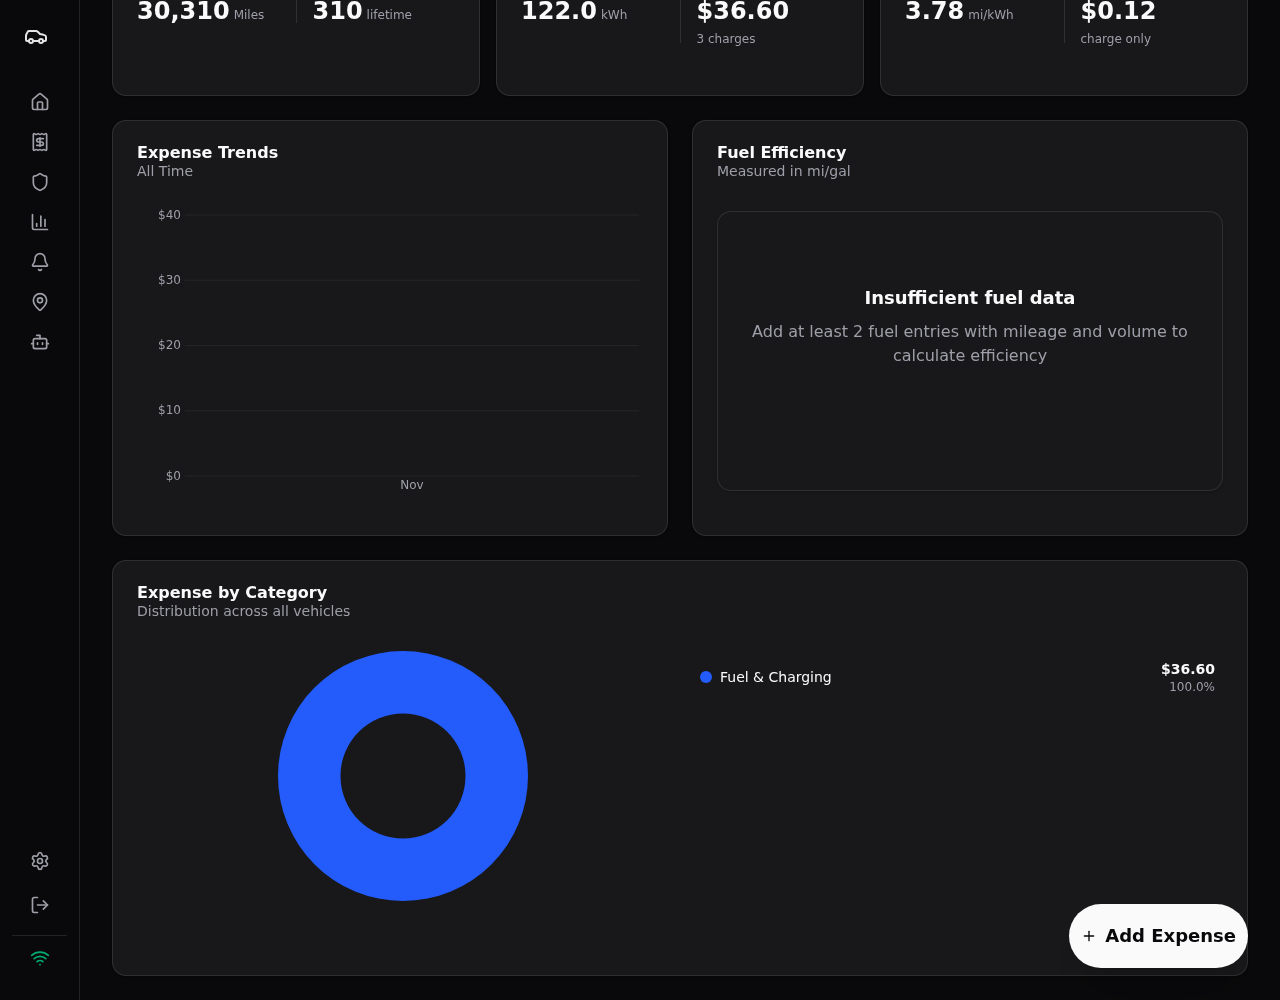 30,310 Miles
310 lifetime
122.0 kWh
$36.60
3 charges
3.78 mi/kWh
$0.12
charge only
Expense Trends
All Time
$40
$30
$20
$10
$0
Nov
Fuel Efficiency
Measured in mi/gal
Insufficient fuel data
Add at least 2 fuel entries with mileage and volume to
calculate efficiency
Expense by Category
Distribution across all vehicles
Fuel & Charging
$36.60
100.0%
+ Add Expense